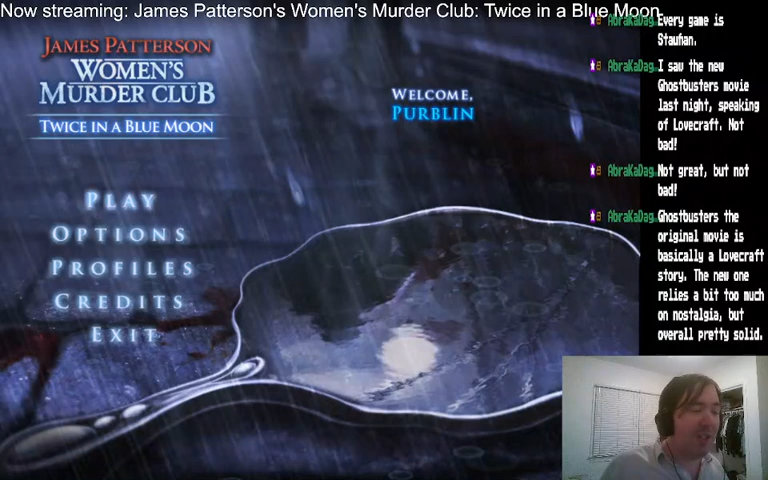 Now streaming: James Patterson's Women's Murder Club: Twice in a Blue Moon
JAMES PATTERSON
WOMEN'S
MURDER CLUB
TWICE IN A BLUE MOON
WELCOME,
PURBLIN
PLAY
OPTIONS
PROFILES
CREDITS
EXIT
AbraKaDag Every game is
Staufian.
AbraKaDag I saw the new
Ghostbusters movie
last night, speaking
of Lovecraft. Not
bad!
AbraKaDag Not great, but not
bad!
AbraKaDag Ghostbusters the
original movie is
basically a Lovecraft
story. The new one
relies a bit too much
on nostalgia, but
overall pretty solid.